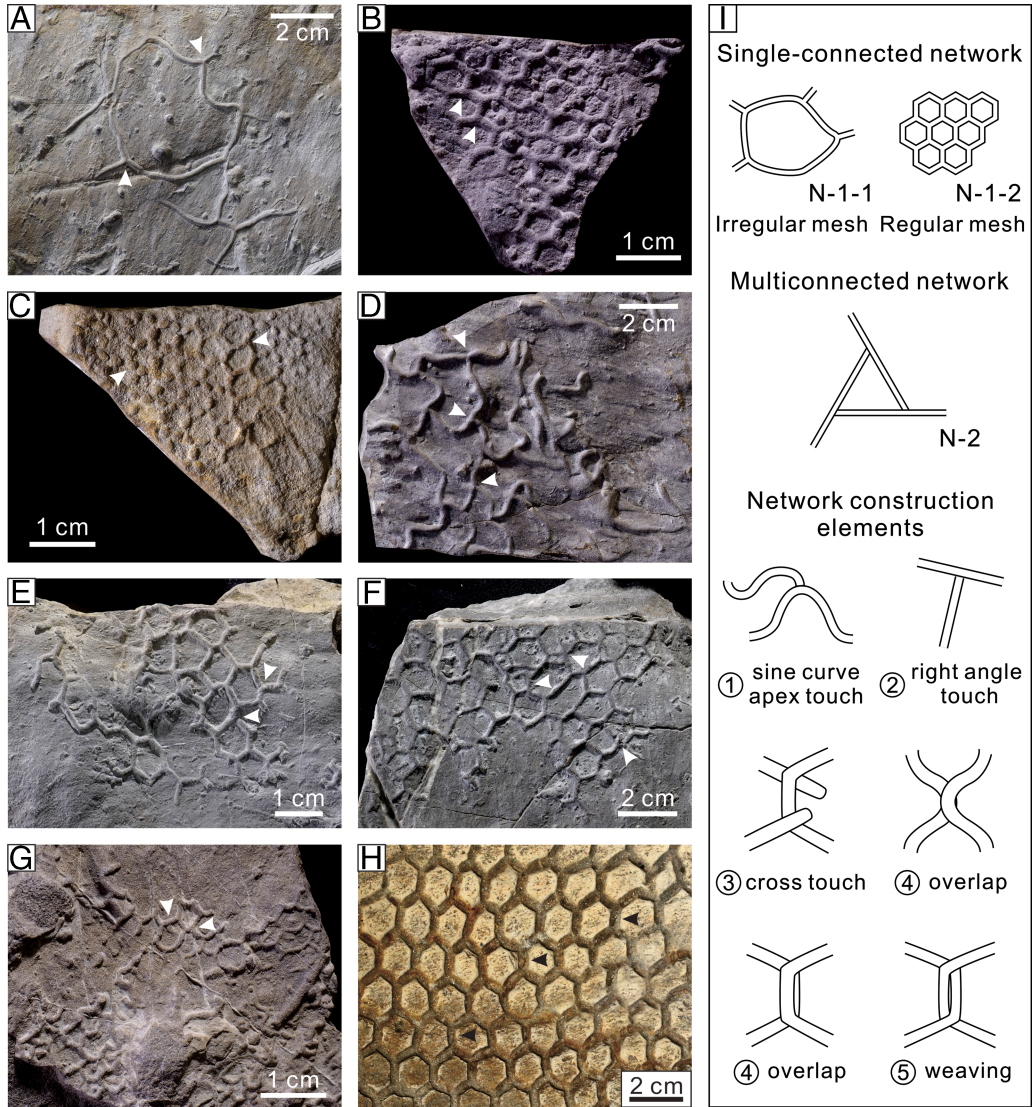 A
2 cm
B
1 cm
C
1 cm
D
2 cm
E
1 cm
F
2 cm
G
1 cm
H
2 cm
I
Single-connected network
N-1-1
N-1-2
Irregular mesh
Regular mesh
Multiconnected network
N-2
Network construction
elements
① sine curve
apex touch
② right angle
touch
③ cross touch
④ overlap
④ overlap
⑤ weaving